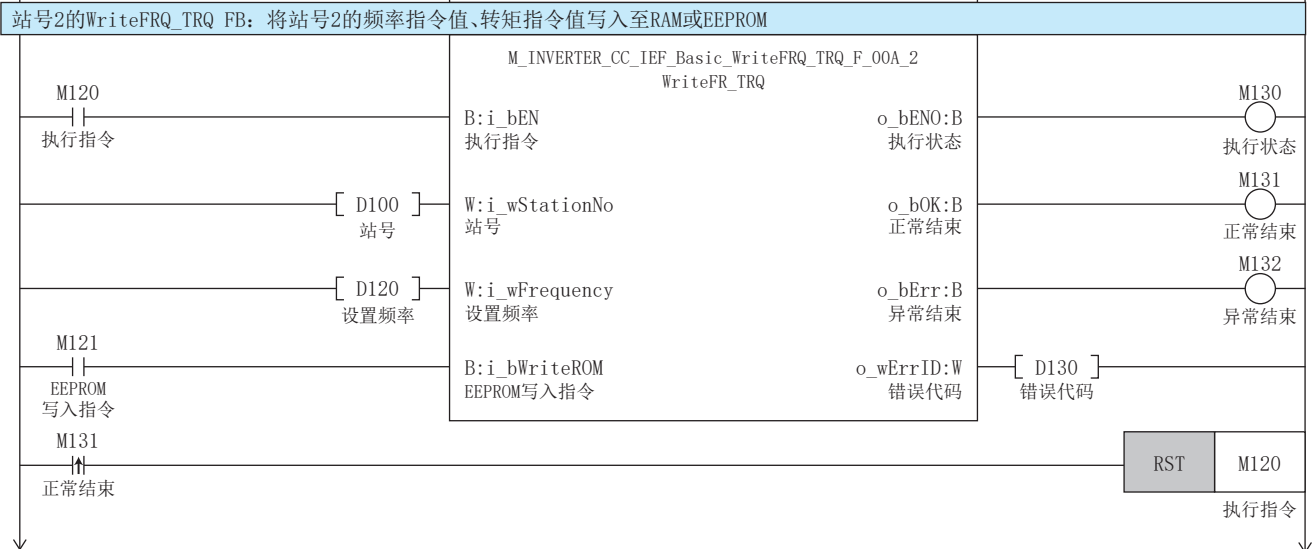 站号2的WriteFRQ_TRQ FB：将站号2的频率指令值、转矩指令值写入至RAM或EEPROM
M_INVERTER_CC_IEF_Basic_WriteFRQ_TRQ_F_00A_2
WriteFR_TRQ
M120
执行指令
B:i_bEN
执行指令
o_bENO:B
执行状态
M130
执行状态
D100
站号
W:i_wStationNo
站号
o_bOK:B
正常结束
M131
正常结束
D120
设置频率
W:i_wFrequency
设置频率
o_bErr:B
异常结束
M132
异常结束
M121
EEPROM
写入指令
B:i_bWriteROM
EEPROM写入指令
o_wErrID:W
错误代码
D130
错误代码
M131
正常结束
RST
M120
执行指令